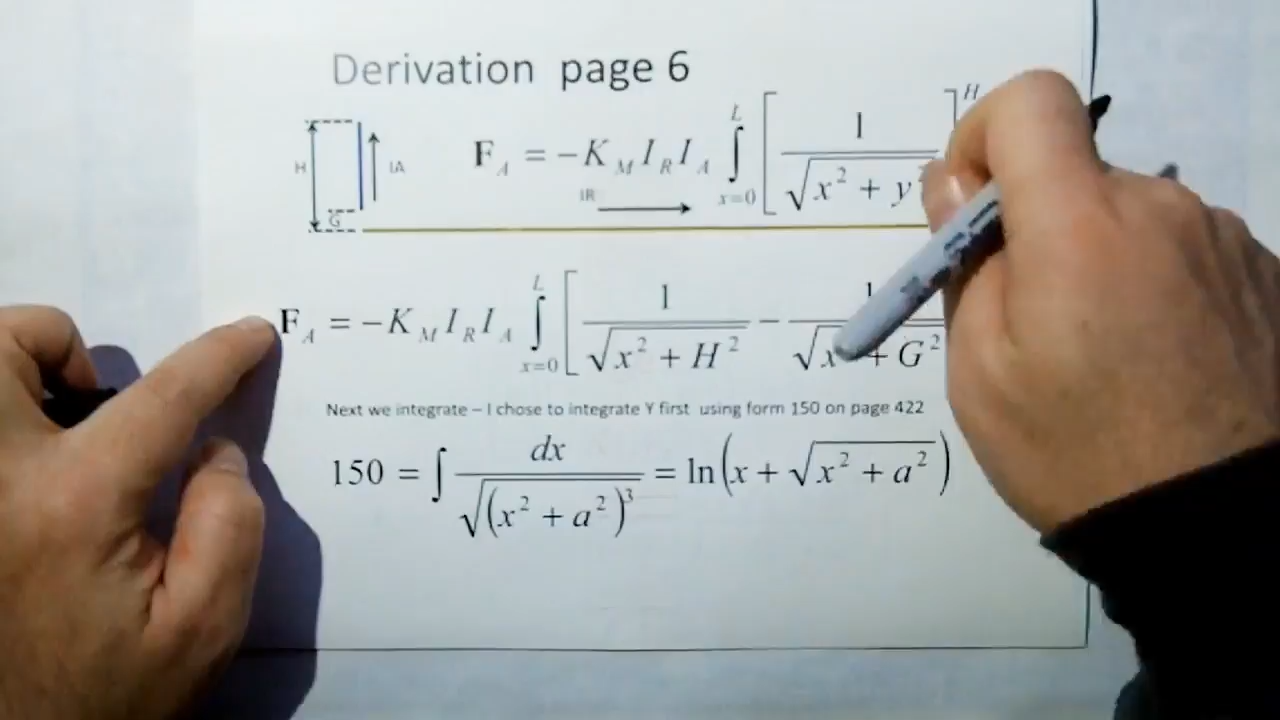 Derivation page 6
H IA G
F_A = −K_M I_R I_A ∫_{x=0}^{L} [ 1 / √(x² + y² ]^H
IR
F_A = −K_M I_R I_A ∫_{x=0}^{L} [ 1 / √(x² + H²) − 1 / √(x + G²)
Next we integrate – I chose to integrate Y first using form 150 on page 422
150 = ∫ dx / √((x² + a²)³) = ln(x + √(x² + a²))